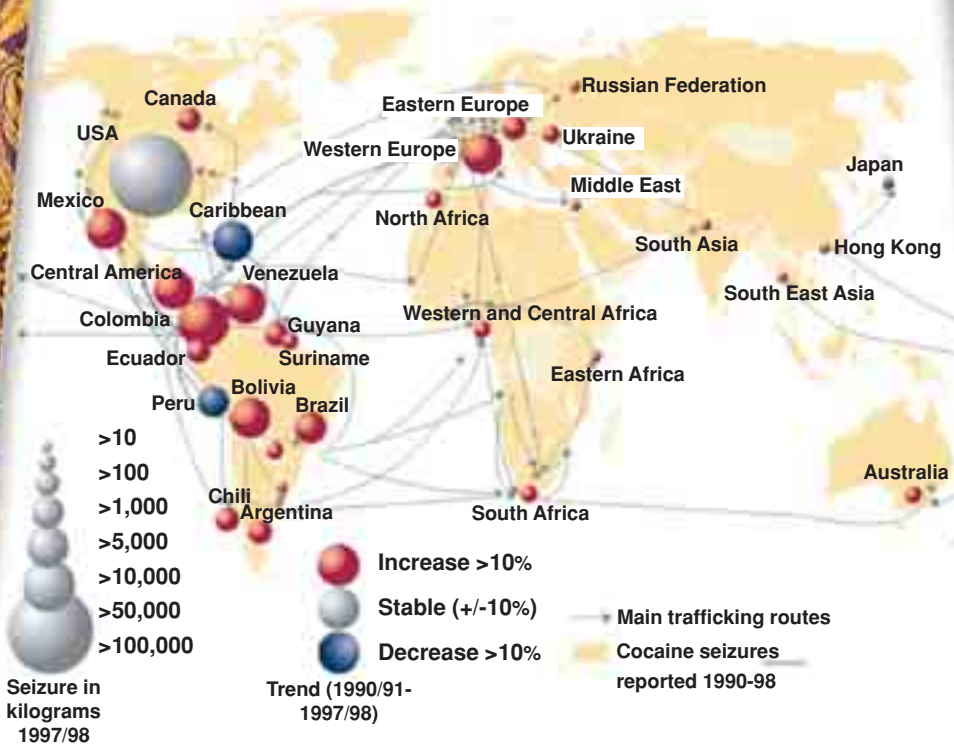 Russian Federation
Canada
Eastern Europe
USA
Ukraine
Western Europe
Japan
Middle East
Mexico
Caribbean
North Africa
South Asia
Hong Kong
Central America
Venezuela
South East Asia
Colombia
Guyana
Western and Central Africa
Ecuador
Suriname
Eastern Africa
Peru
Bolivia
Brazil
Australia
Chili
Argentina
South Africa
>10
>100
>1,000
>5,000
>10,000
>50,000
>100,000
Seizure in
kilograms
1997/98
Increase >10%
Stable (+/-10%)
Decrease >10%
Trend (1990/91-
1997/98)
Main trafficking routes
Cocaine seizures
reported 1990-98